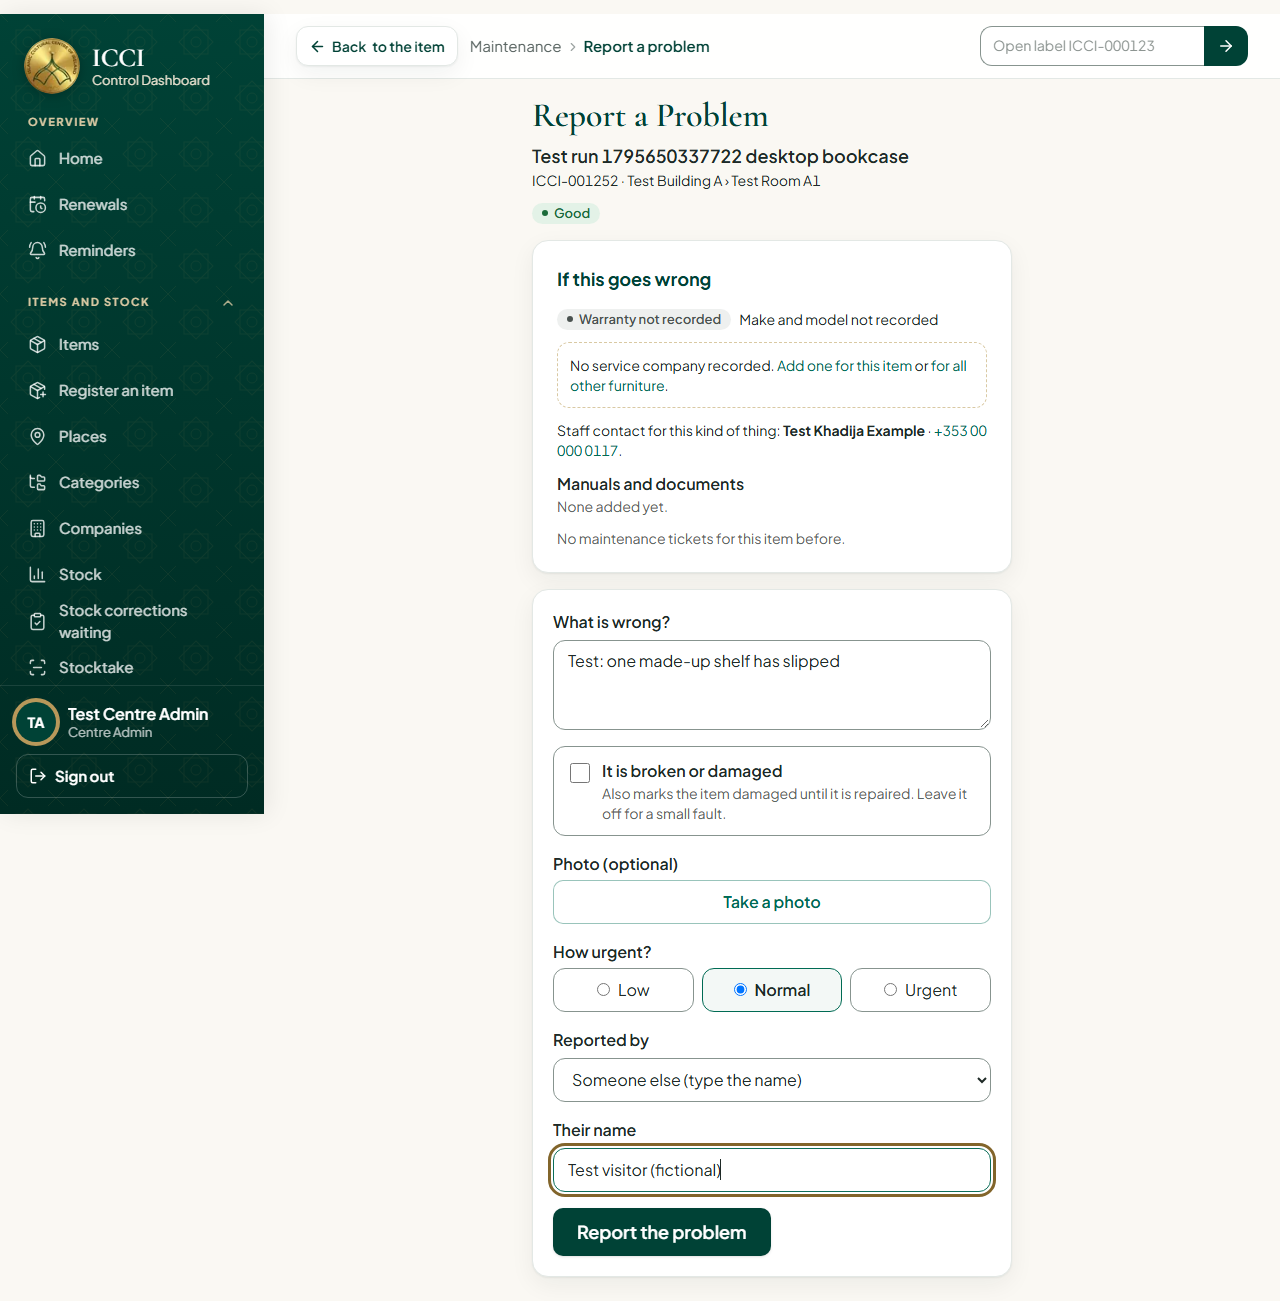 ICCI
Control Dashboard
OVERVIEW
Home
Renewals
Reminders
ITEMS AND STOCK
Items
Register an item
Places
Categories
Companies
Stock
Stock corrections
waiting
Stocktake
TA
Test Centre Admin
Centre Admin
Sign out
Back to the item
Maintenance › Report a problem
Open label ICCI-000123
Report a Problem
Test run 1795650337722 desktop bookcase
ICCI-001252 · Test Building A › Test Room A1
Good
If this goes wrong
Warranty not recorded
Make and model not recorded
No service company recorded. Add one for this item or for all
other furniture.
Staff contact for this kind of thing: Test Khadija Example · +353 00
000 0117.
Manuals and documents
None added yet.
No maintenance tickets for this item before.
What is wrong?
Test: one made-up shelf has slipped
It is broken or damaged
Also marks the item damaged until it is repaired. Leave it
off for a small fault.
Photo (optional)
Take a photo
How urgent?
Low
Normal
Urgent
Reported by
Someone else (type the name)
Their name
Test visitor (fictional)
Report the problem